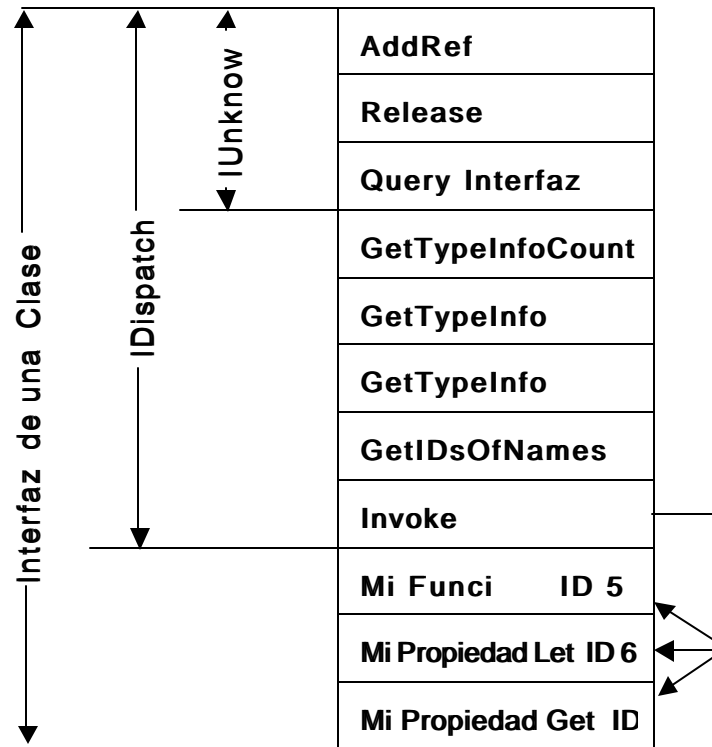 AddRef
Release
Query Interfaz
GetTypeInfoCount
GetTypeInfo
GetTypeInfo
GetIDsOfNames
Invoke
Mi Funci ID 5
Mi Propiedad Let ID 6
Mi Propiedad Get ID
IUnknow
IDispatch
Interfaz de una Clase